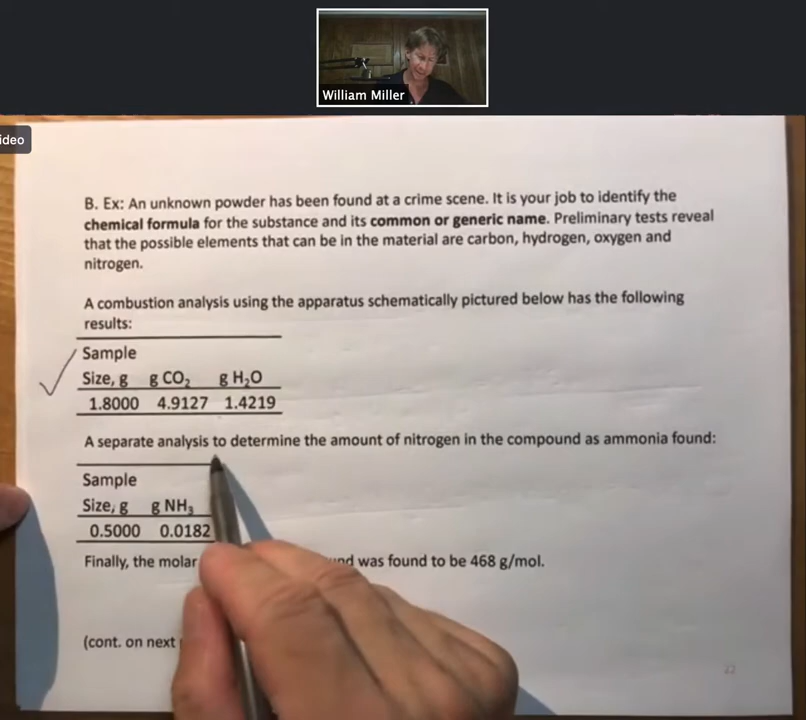 William Miller
ideo
B. Ex: An unknown powder has been found at a crime scene. It is your job to identify the
chemical formula for the substance and its common or generic name. Preliminary tests reveal
that the possible elements that can be in the material are carbon, hydrogen, oxygen and
nitrogen.
A combustion analysis using the apparatus schematically pictured below has the following
results:
Sample
Size, g g CO₂ g H₂O
1.8000 4.9127 1.4219
A separate analysis to determine the amount of nitrogen in the compound as ammonia found:
Sample
Size, g g NH₃
0.5000 0.0182
Finally, the molar und was found to be 468 g/mol.
(cont. on next